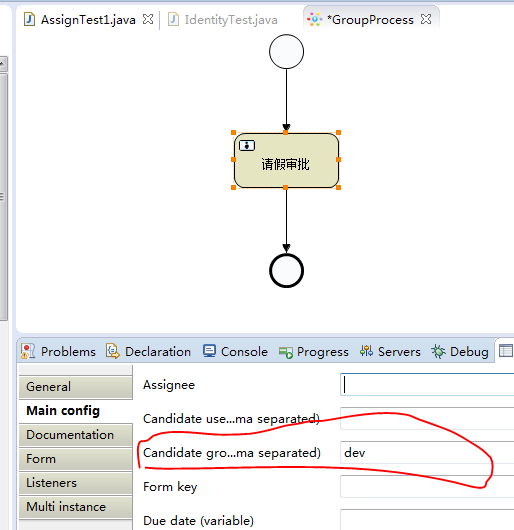 AssignTest1.java
IdentityTest.java
*GroupProcess
请假审批
Problems
Declaration
Console
Progress
Servers
Debug
General
Main config
Documentation
Form
Listeners
Multi instance
Assignee
Candidate use...ma separated)
Candidate gro...ma separated)
dev
Form key
Due date (variable)